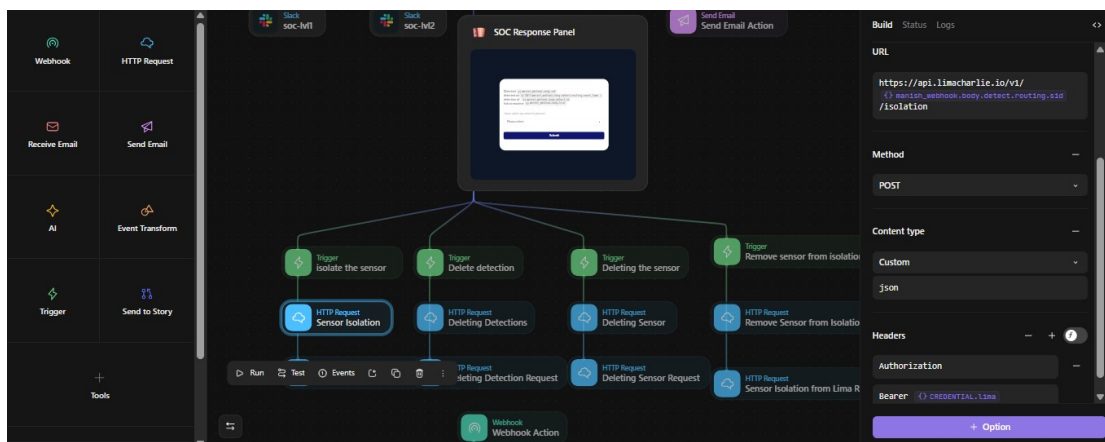 Webhook
HTTP Request
Receive Email
Send Email
AI
Event Transform
Trigger
Send to Story
Tools
Slack
soc-lvl1
Slack
soc-lvl2
SOC Response Panel
Submit
Send Email
Send Email Action
Trigger
isolate the sensor
Trigger
Delete detection
Trigger
Deleting the sensor
Trigger
Remove sensor from isolation
HTTP Request
Sensor Isolation
HTTP Request
Deleting Detections
HTTP Request
Deleting Sensor
HTTP Request
Remove Sensor from Isolatio
Run
Test
Events
TP Request
eleting Detection Request
HTTP Request
Deleting Sensor Request
HTTP Request
Sensor Isolation from Lima R
Webhook
Webhook Action
Build Status Logs
URL
https://api.limacharlie.io/v1/
manish_webhook.body.detect.routing.sid
/isolation
Method
POST
Content type
Custom
json
Headers
Authorization
Bearer CREDENTIAL.lima
+ Option